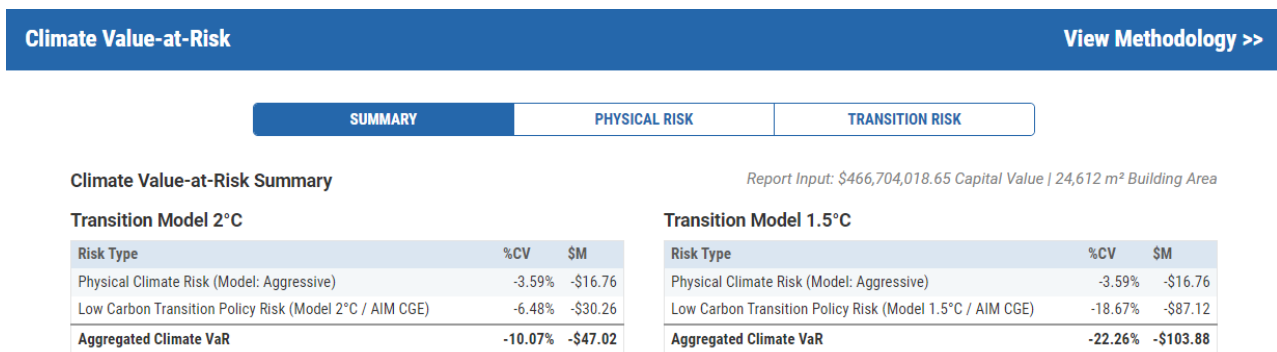 Climate Value-at-Risk View Methodology >>
SUMMARY PHYSICAL RISK TRANSITION RISK
Climate Value-at-Risk Summary Report Input: $466,704,018.65 Capital Value | 24,612 m² Building Area
Transition Model 2°C
Risk Type %CV $M
Physical Climate Risk (Model: Aggressive) -3.59% -$16.76
Low Carbon Transition Policy Risk (Model 2°C / AIM CGE) -6.48% -$30.26
Aggregated Climate VaR -10.07% -$47.02
Transition Model 1.5°C
Risk Type %CV $M
Physical Climate Risk (Model: Aggressive) -3.59% -$16.76
Low Carbon Transition Policy Risk (Model 1.5°C / AIM CGE) -18.67% -$87.12
Aggregated Climate VaR -22.26% -$103.88